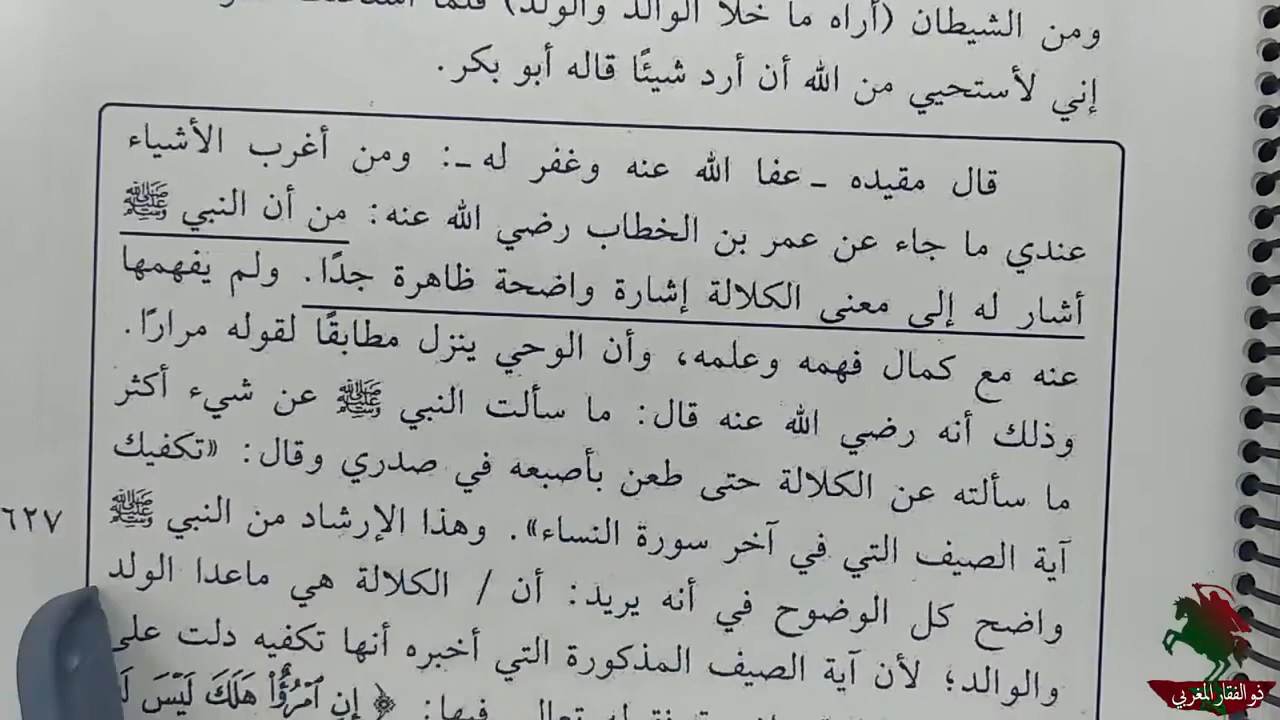 ومن الشيطان (أراه ما خلا الوالد والولد) فلما
إني لأستحيي من الله أن أرد شيئًا قاله أبو بكر.
قال مقيده ـ عفا الله عنه وغفر له ـ: ومن أغرب الأشياء
عندي ما جاء عن عمر بن الخطاب رضي الله عنه: من أن النبي ﷺ
أشار له إلى معنى الكلالة إشارة واضحة ظاهرة جدًا. ولم يفهمها
عنه مع كمال فهمه وعلمه، وأن الوحي ينزل مطابقًا لقوله مرارًا.
وذلك أنه رضي الله عنه قال: ما سألت النبي ﷺ عن شيء أكثر
ما سألته عن الكلالة حتى طعن بأصبعه في صدري وقال: «تكفيك
آية الصيف التي في آخر سورة النساء». وهذا الإرشاد من النبي ﷺ
٦٢٧
واضح كل الوضوح في أنه يريد: أن / الكلالة هي ماعدا الولد
والوالد؛ لأن آية الصيف المذكورة التي أخبره أنها تكفيه دلت على
فيها: ﴿إِنِ ٱمْرُؤٌا۟ هَلَكَ لَيْسَ
ذو الفقار المغربي